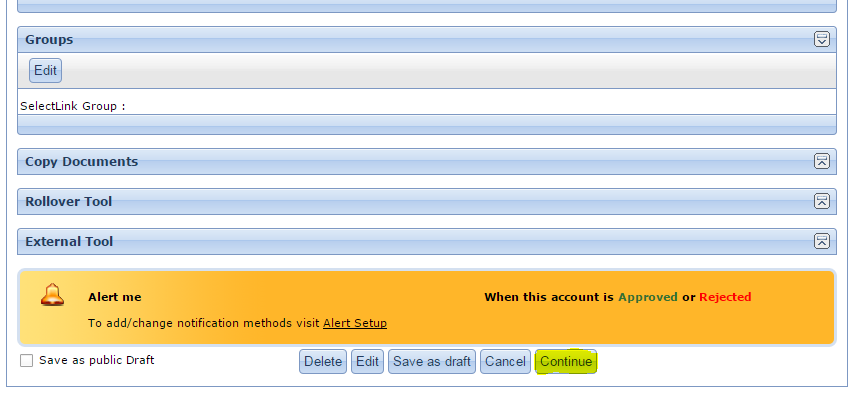 Groups
Edit
SelectLink Group :
Copy Documents
Rollover Tool
External Tool
Alert me When this account is Approved or Rejected
To add/change notification methods visit Alert Setup
Save as public Draft Delete Edit Save as draft Cancel Continue